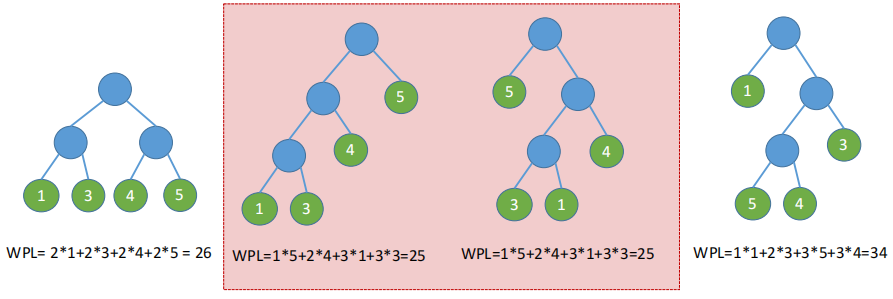 1 3 4 5
WPL= 2*1+2*3+2*4+2*5 = 26
5
4
1 3
WPL=1*5+2*4+3*1+3*3=25
5
4
3 1
WPL=1*5+2*4+3*1+3*3=25
1
3
5 4
WPL=1*1+2*3+3*5+3*4=34